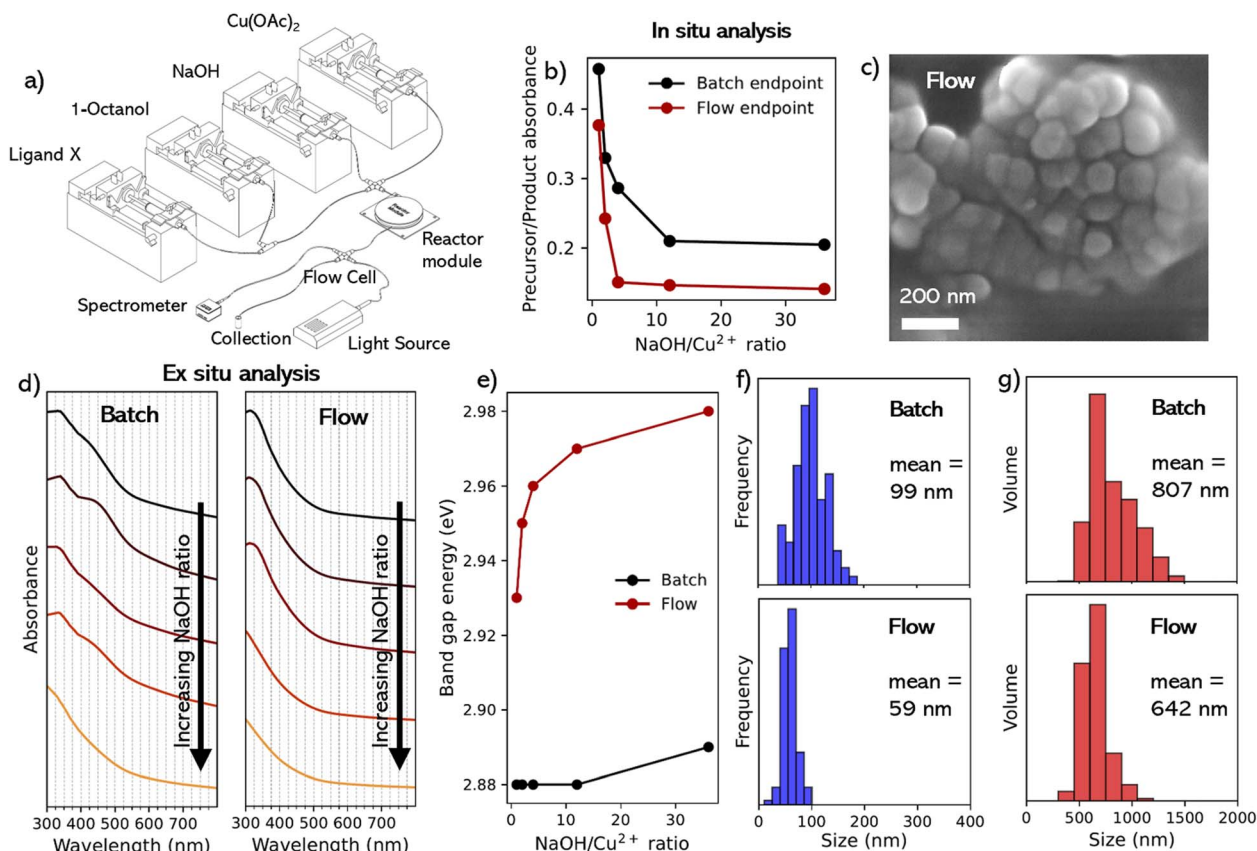 a)
Cu(OAc)₂
NaOH
1-Octanol
Ligand X
Reactor
module
Flow Cell
Spectrometer
Collection
Light Source
In situ analysis
b)
Precursor/Product absorbance
0.4
0.3
0.2
Batch endpoint
Flow endpoint
0 10 20 30
NaOH/Cu²⁺ ratio
c)
Flow
200 nm
Ex situ analysis
d)
Absorbance
Batch
Increasing NaOH ratio
300 400 500 600 700
Wavelength (nm)
Flow
Increasing NaOH ratio
300 400 500 600 700
Wavelength (nm)
e)
Band gap energy (eV)
2.98
2.96
2.94
2.92
2.90
2.88
Batch
Flow
0 10 20 30
NaOH/Cu²⁺ ratio
f)
Frequency
Batch
mean =
99 nm
Frequency
Flow
mean =
59 nm
0 200 400
Size (nm)
g)
Volume
Batch
mean =
807 nm
Volume
Flow
mean =
642 nm
0 500 1000 1500 2000
Size (nm)